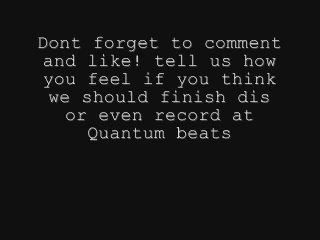 Dont forget to comment
and like! tell us how
you feel if you think
we should finish dis
or even record at
Quantum beats